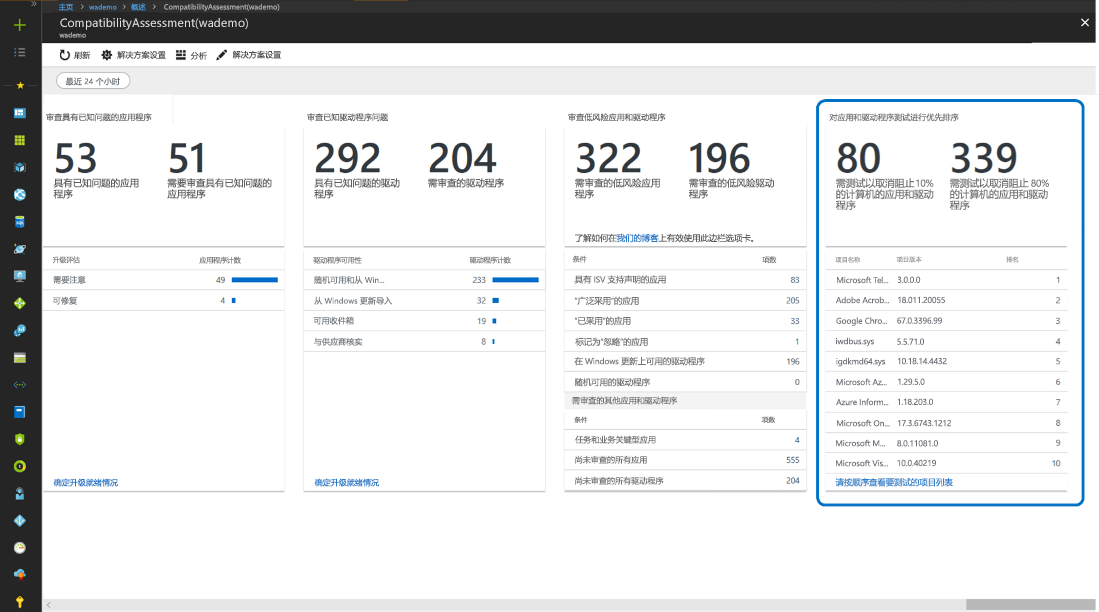 主页 > wademo > 概述 > CompatibilityAssessment(wademo)
CompatibilityAssessment(wademo)
wademo
刷新 解决方案设置 分析 解决方案设置
最近 24 个小时
审查具有已知问题的应用程序
53 51
具有已知问题的应用 需要审查具有已知问题的
程序 应用程序
升级评估 应用程序计数
需要注意 49
可修复 4
确定升级就绪情况
审查已知驱动程序问题
292 204
具有已知问题的驱动 需审查的驱动程序
程序
驱动程序可用性 驱动程序计数
随机可用和从 Win... 233
从 Windows 更新导入 32
可用收件箱 19
与供应商核实 8
确定升级就绪情况
审查低风险应用和驱动程序
322 196
需审查的低风险应用 需审查的低风险驱动
程序 程序
了解如何在我们的博客上有效使用此边栏选项卡。
条件 项数
具有 ISV 支持声明的应用 83
“广泛采用”的应用 205
“已采用”的应用 33
标记为“忽略”的应用 1
在 Windows 更新上可用的驱动程序 196
随机可用的驱动程序 0
需审查的其他应用和驱动程序
条件 项数
任务和业务关键型应用 4
尚未审查的所有应用 555
尚未审查的所有驱动程序 204
对应用和驱动程序测试进行优先排序
80 339
需测试以取消阻止10% 需测试以取消阻止 80%
的计算机的应用和驱动 的计算机的应用和驱动
程序 程序
项目名称 项目版本 排名
Microsoft Tel... 3.0.0.0 1
Adobe Acrob... 18.011.20055 2
Google Chro... 67.0.3396.99 3
iwdbus.sys 5.5.71.0 4
igdkmd64.sys 10.18.14.4432 5
Microsoft Az... 1.29.5.0 6
Azure Inform... 1.18.203.0 7
Microsoft On... 17.3.6743.1212 8
Microsoft M... 8.0.11081.0 9
Microsoft Vis... 10.0.40219 10
请按顺序查看要测试的项目列表